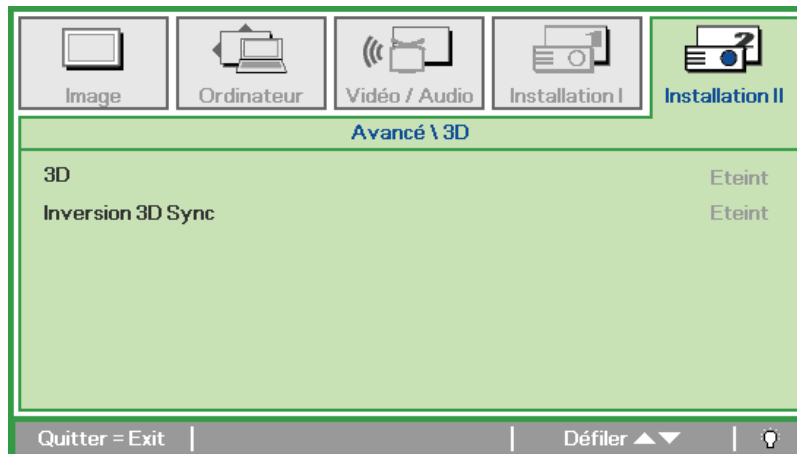 Image
Ordinateur
Vidéo / Audio
Installation I
Installation II
Avancé \ 3D
3D Eteint
Inversion 3D Sync Eteint
Quitter = Exit Défiler ▲▼